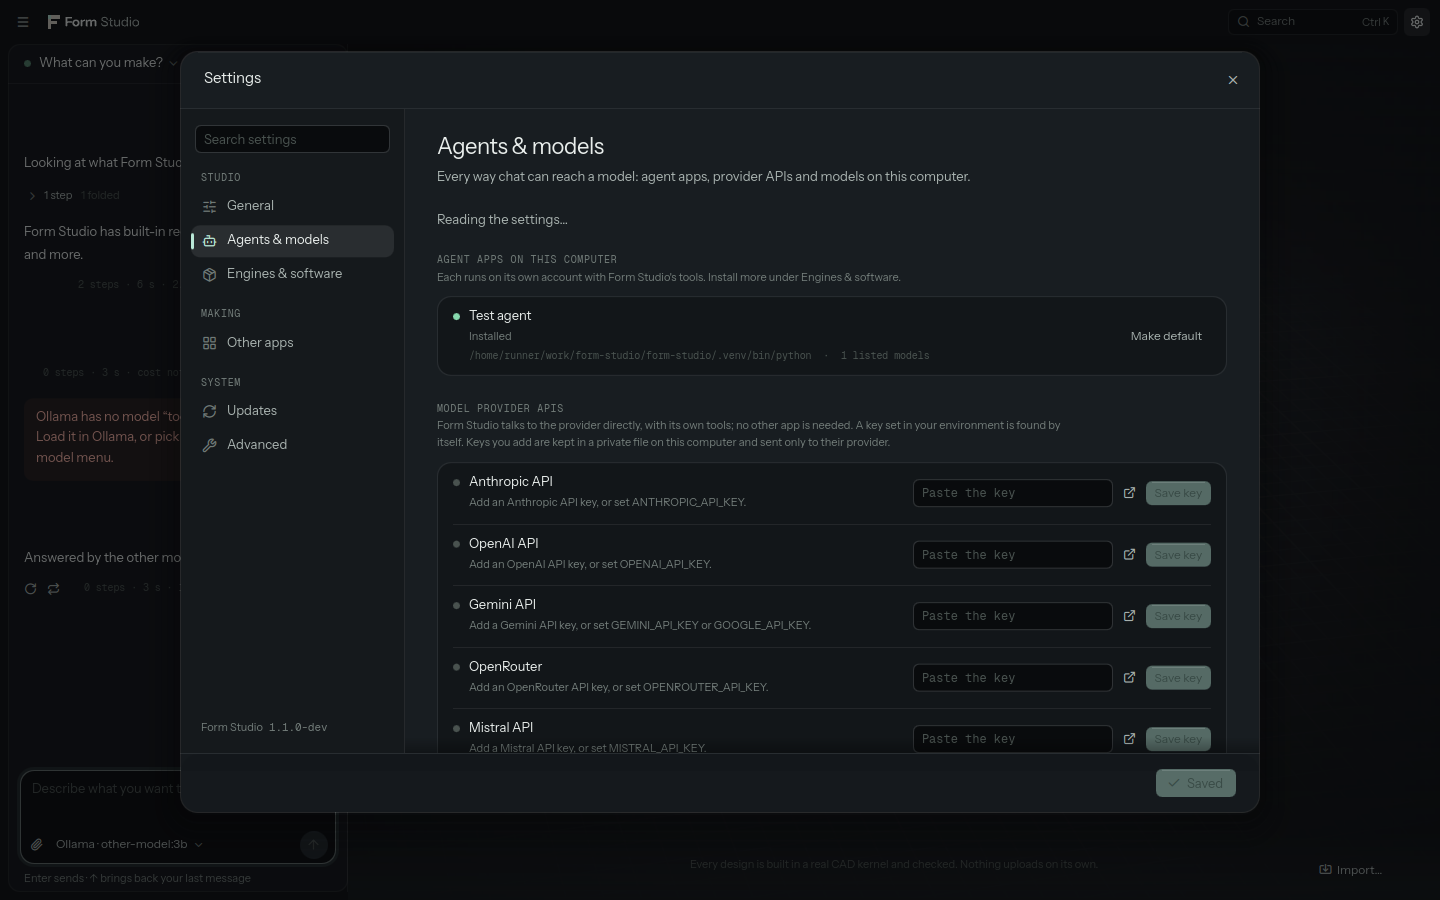 Form Studio
Search Ctrl K
What can you make?
Settings
Search settings
STUDIO
General
Agents & models
Engines & software
MAKING
Other apps
SYSTEM
Updates
Advanced
Form Studio 1.1.0-dev
Agents & models
Every way chat can reach a model: agent apps, provider APIs and models on this computer.
Reading the settings...
AGENT APPS ON THIS COMPUTER
Each runs on its own account with Form Studio's tools. Install more under Engines & software.
Test agent
Installed
Make default
/home/runner/work/form-studio/form-studio/.venv/bin/python · 1 listed models
MODEL PROVIDER APIS
Form Studio talks to the provider directly, with its own tools; no other app is needed. A key set in your environment is found by
itself. Keys you add are kept in a private file on this computer and sent only to their provider.
Anthropic API
Add an Anthropic API key, or set ANTHROPIC_API_KEY.
Paste the key Save key
OpenAI API
Add an OpenAI API key, or set OPENAI_API_KEY.
Paste the key Save key
Gemini API
Add a Gemini API key, or set GEMINI_API_KEY or GOOGLE_API_KEY.
Paste the key Save key
OpenRouter
Add an OpenRouter API key, or set OPENROUTER_API_KEY.
Paste the key Save key
Mistral API
Add a Mistral API key, or set MISTRAL_API_KEY.
Paste the key Save key
Saved
Looking at what Form Stud
1 step 1 folded
Form Studio has built-in re
and more.
2 steps · 6 s · 2
0 steps · 3 s · cost no
Ollama has no model “to
Load it in Ollama, or pick
model menu.
Answered by the other mo
0 steps · 3 s ·
Describe what you want t
Ollama · other-model:3b
Enter sends · ↑ brings back your last message
Every design is built in a real CAD kernel and checked. Nothing uploads on its own.
Import...